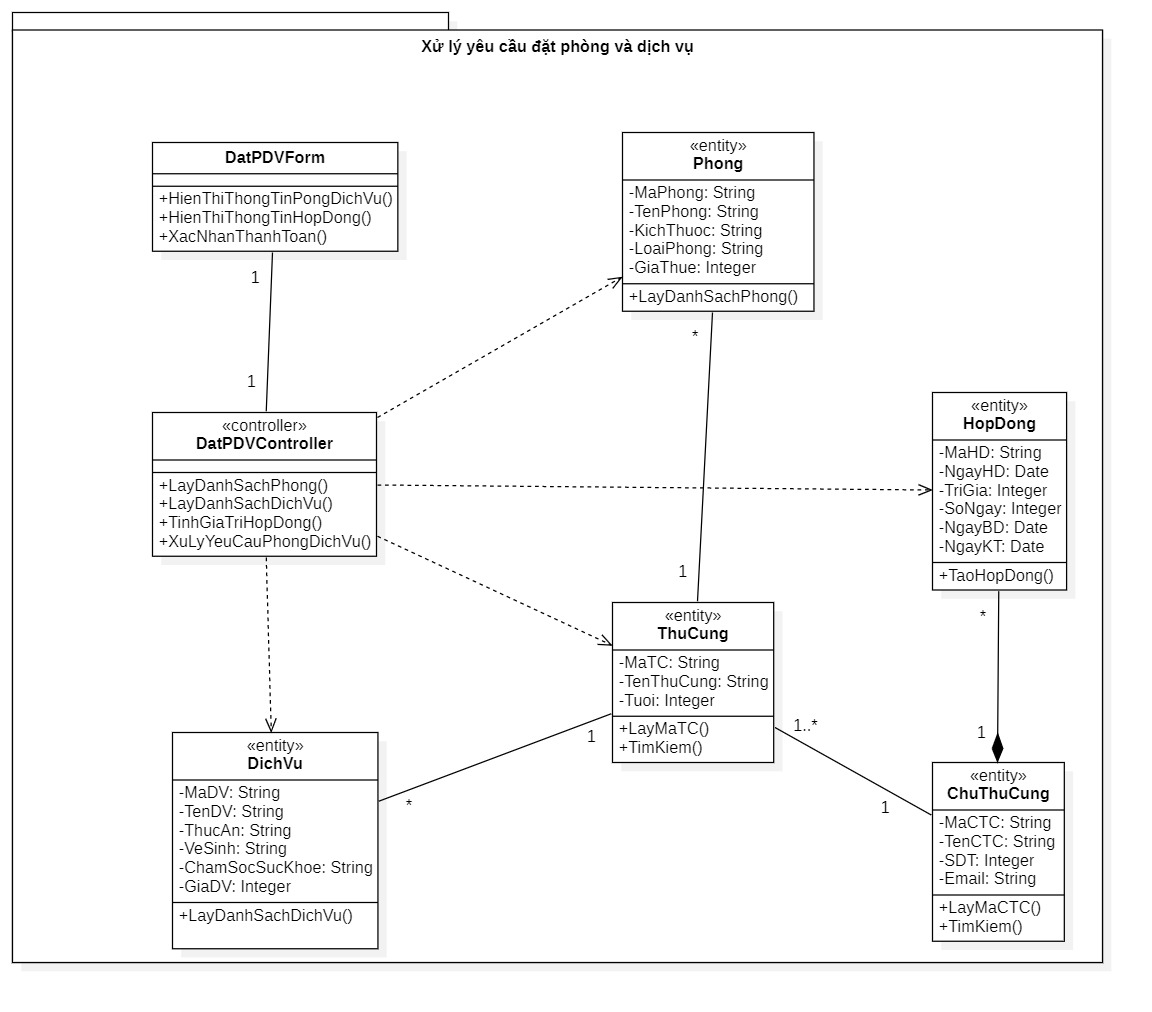 Xử lý yêu cầu đặt phòng và dịch vụ
DatPDVForm
+HienThiThongTinPongDichVu()
+HienThiThongTinHopDong()
+XacNhanThanhToan()
«entity»
Phong
-MaPhong: String
-TenPhong: String
-KichThuoc: String
-LoaiPhong: String
-GiaThue: Integer
+LayDanhSachPhong()
1
1
*
1
«controller»
DatPDVController
+LayDanhSachPhong()
+LayDanhSachDichVu()
+TinhGiaTriHopDong()
+XuLyYeuCauPhongDichVu()
«entity»
HopDong
-MaHD: String
-NgayHD: Date
-TriGia: Integer
-SoNgay: Integer
-NgayBD: Date
-NgayKT: Date
+TaoHopDong()
*
1
«entity»
ThuCung
-MaTC: String
-TenThuCung: String
-Tuoi: Integer
+LayMaTC()
+TimKiem()
1
*
1..*
1
«entity»
DichVu
-MaDV: String
-TenDV: String
-ThucAn: String
-VeSinh: String
-ChamSocSucKhoe: String
-GiaDV: Integer
+LayDanhSachDichVu()
«entity»
ChuThuCung
-MaCTC: String
-TenCTC: String
-SDT: Integer
-Email: String
+LayMaCTC()
+TimKiem()